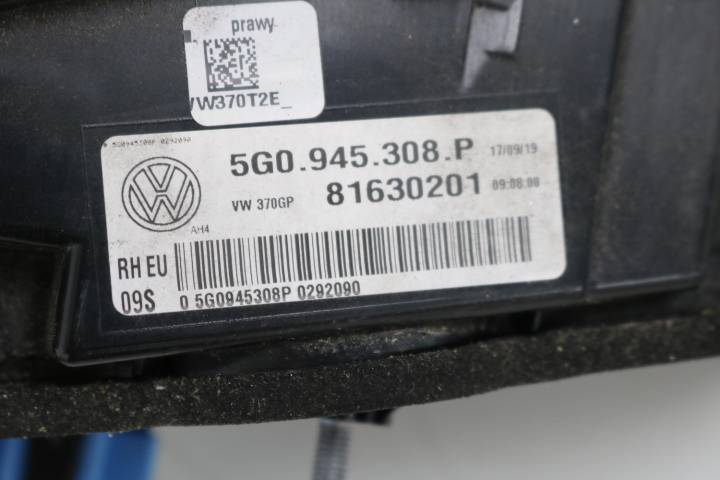 prawy
VW370T2E_
5G0945308P 0292090
5G0.945.308.P 17/09/19
VW 370GP 81630201 09:08:08
AH4
RH EU
09S 0 5G0945308P 0292090